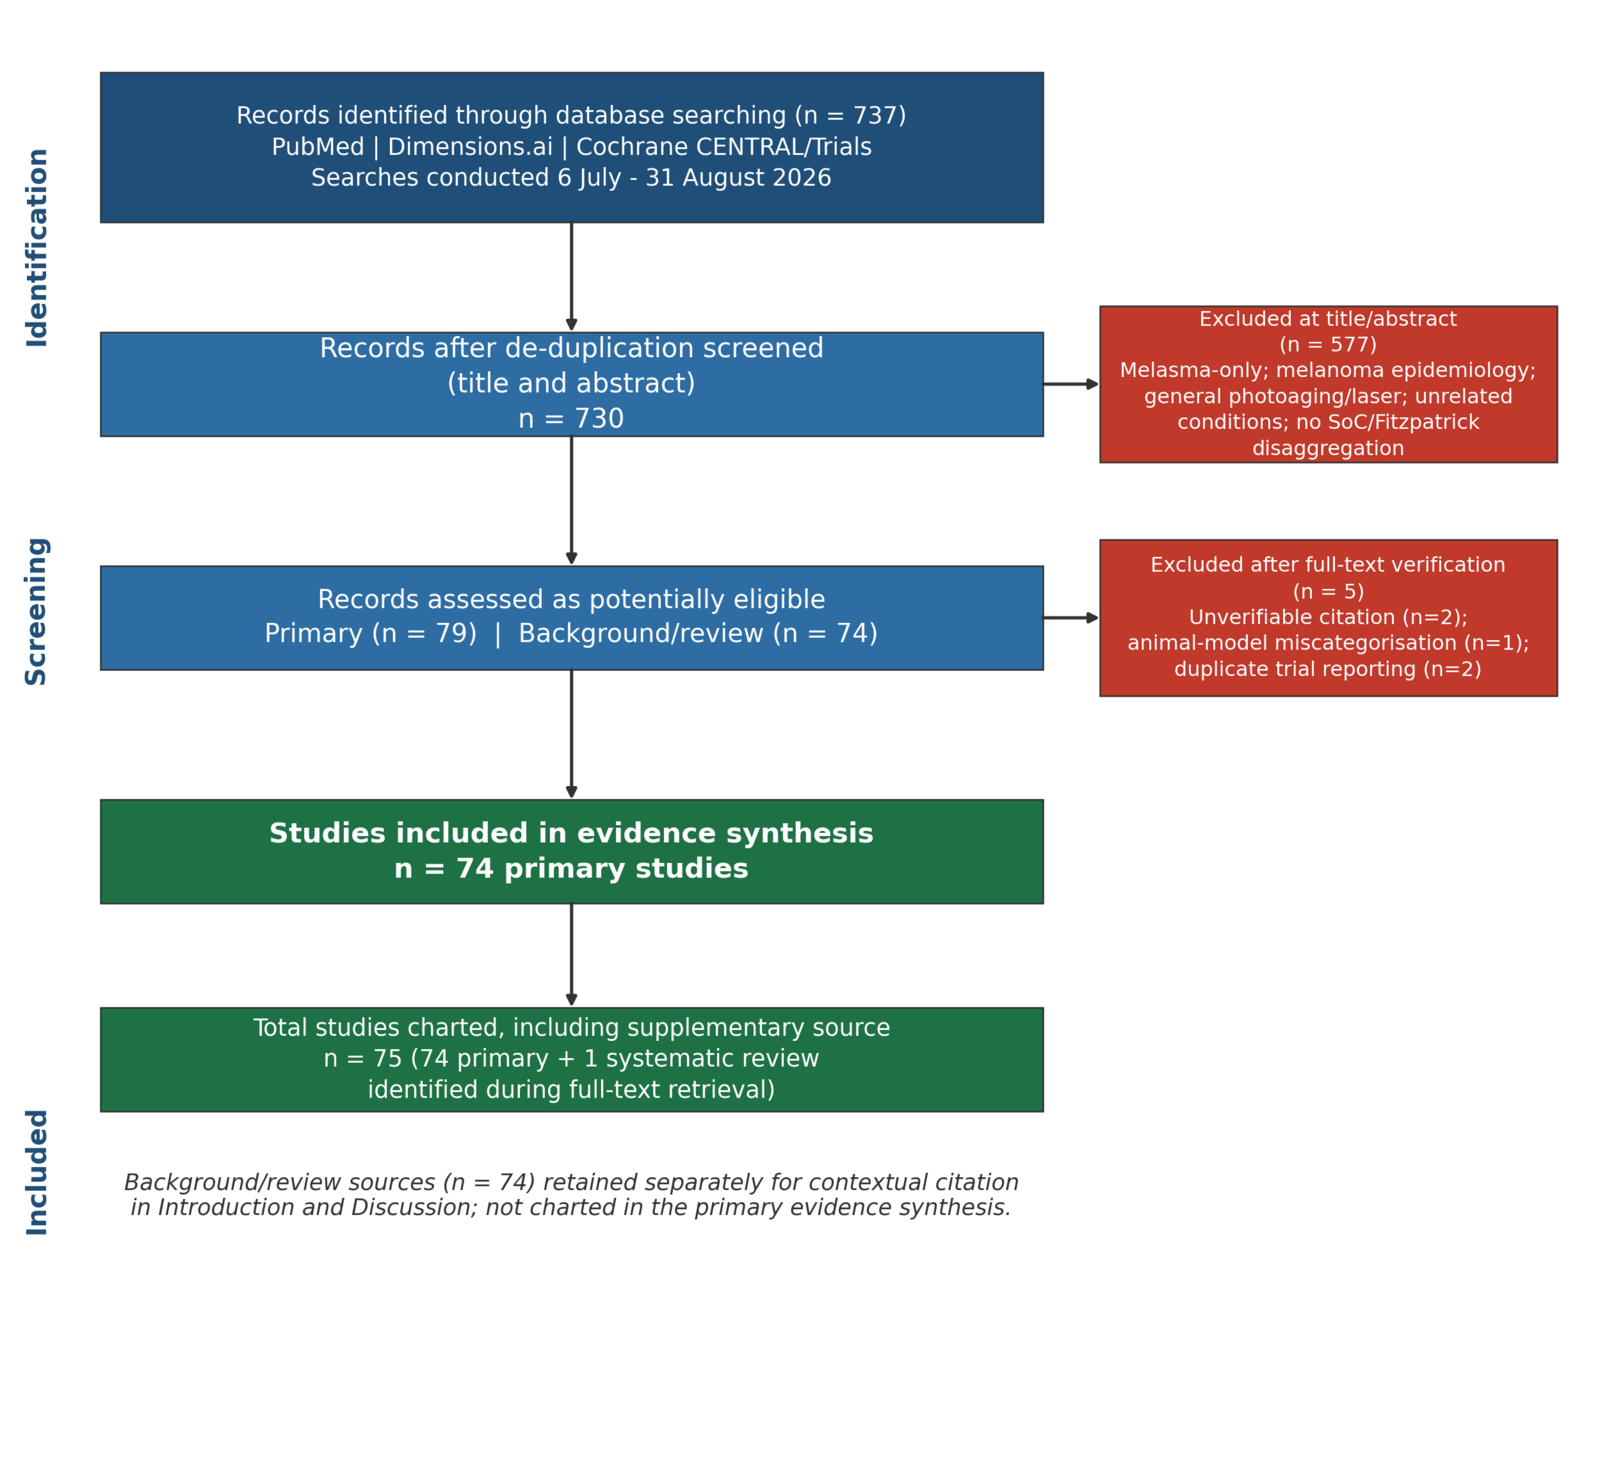 Identification
Records identified through database searching (n = 737)
PubMed | Dimensions.ai | Cochrane CENTRAL/Trials
Searches conducted 6 July - 31 August 2026
Records after de-duplication screened
(title and abstract)
n = 730
Excluded at title/abstract
(n = 577)
Melasma-only; melanoma epidemiology;
general photoaging/laser; unrelated
conditions; no SoC/Fitzpatrick
disaggregation
Screening
Records assessed as potentially eligible
Primary (n = 79) | Background/review (n = 74)
Excluded after full-text verification
(n = 5)
Unverifiable citation (n=2);
animal-model miscategorisation (n=1);
duplicate trial reporting (n=2)
Studies included in evidence synthesis
n = 74 primary studies
Included
Total studies charted, including supplementary source
n = 75 (74 primary + 1 systematic review
identified during full-text retrieval)
Background/review sources (n = 74) retained separately for contextual citation
in Introduction and Discussion; not charted in the primary evidence synthesis.